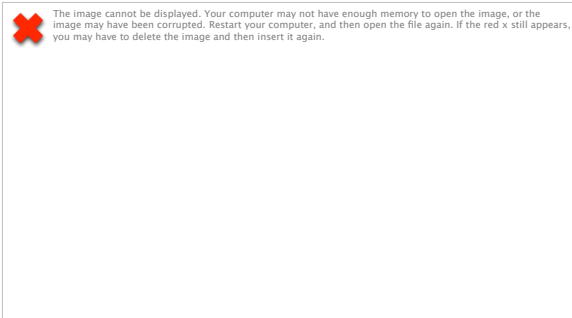 The image cannot be displayed. Your computer may not have enough memory to open the image, or the
image may have been corrupted. Restart your computer, and then open the file again. If the red x still appears,
you may have to delete the image and then insert it again.